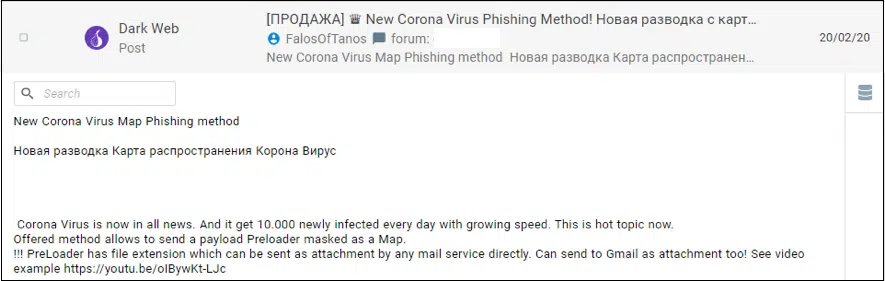 [ПРОДАЖА] ♛ New Corona Virus Phishing Method! Новая разводка с карт...
Dark Web
Post
FalosOfTanos forum:
20/02/20
New Corona Virus Map Phishing method Новая разводка Карта распространен...
Search
New Corona Virus Map Phishing method
Новая разводка Карта распространения Корона Вирус
Corona Virus is now in all news. And it get 10.000 newly infected every day with growing speed. This is hot topic now.
Offered method allows to send a payload Preloader masked as a Map.
!!! PreLoader has file extension which can be sent as attachment by any mail service directly. Can send to Gmail as attachment too! See video
example https://youtu.be/oIBywKt-LJc